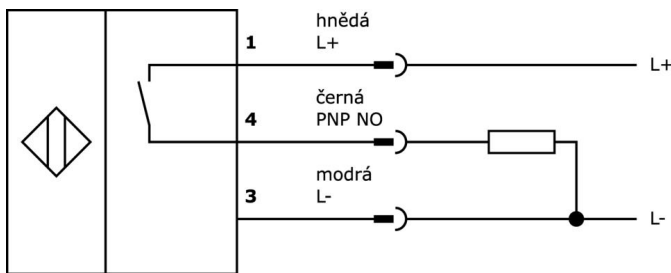 hnědá
1 L+
L+
černá
4 PNP NO
modrá
3 L-
L-